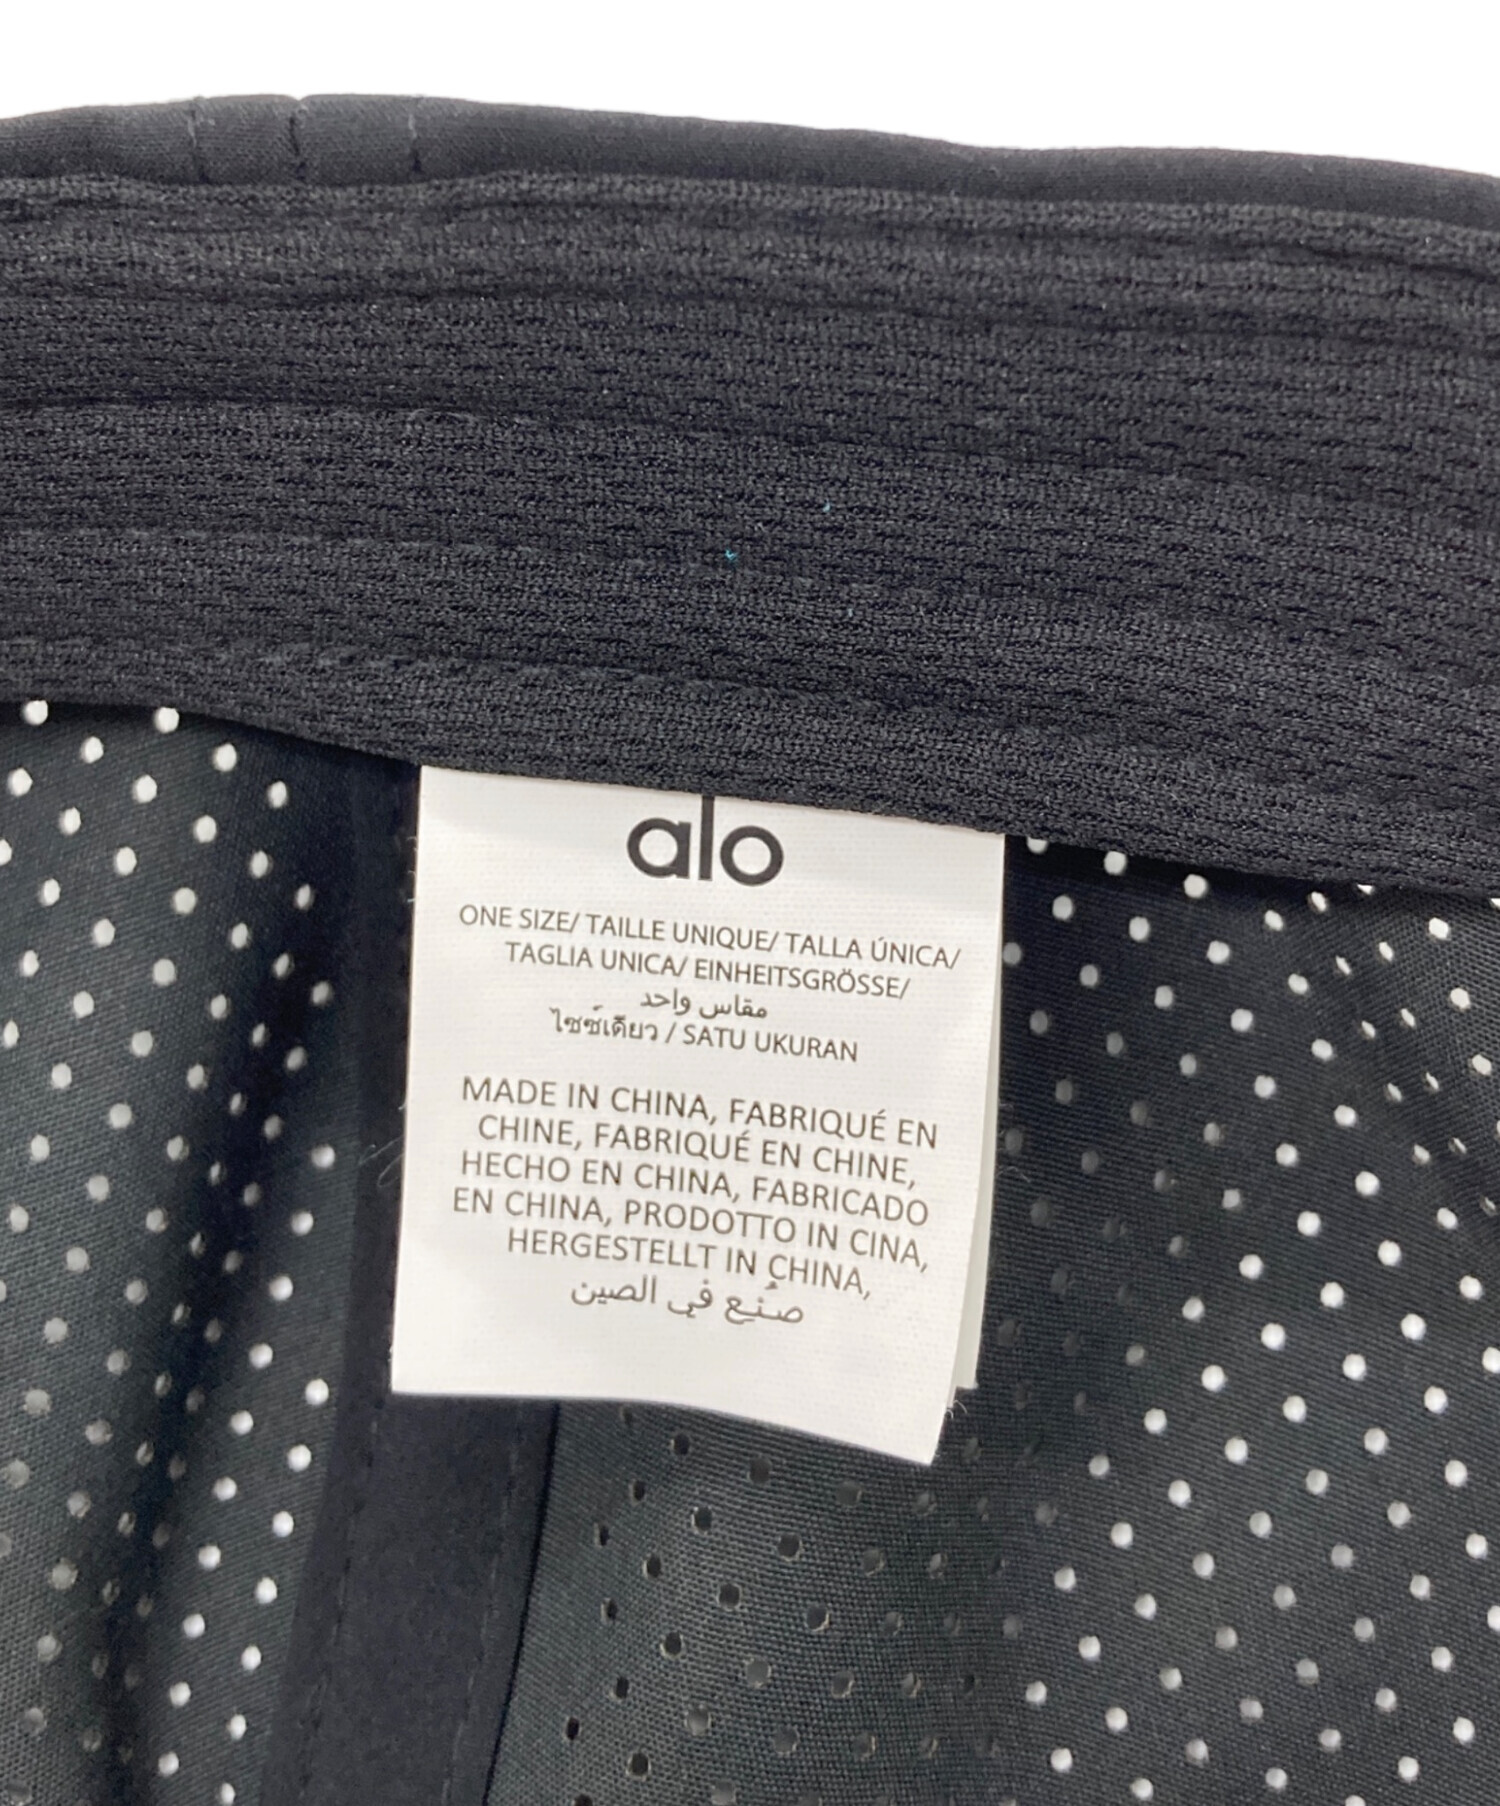 alo
ONE SIZE/ TAILLE UNIQUE/ TALLA ÚNICA/
TAGLIA UNICA/ EINHEITSGRÖSSE/
مقاس واحد
ไซซ์เดียว / SATU UKURAN
MADE IN CHINA, FABRIQUÉ EN
CHINE, FABRIQUÉ EN CHINE,
HECHO EN CHINA, FABRICADO
EN CHINA, PRODOTTO IN CINA,
HERGESTELLT IN CHINA,
صُنِع في الصين